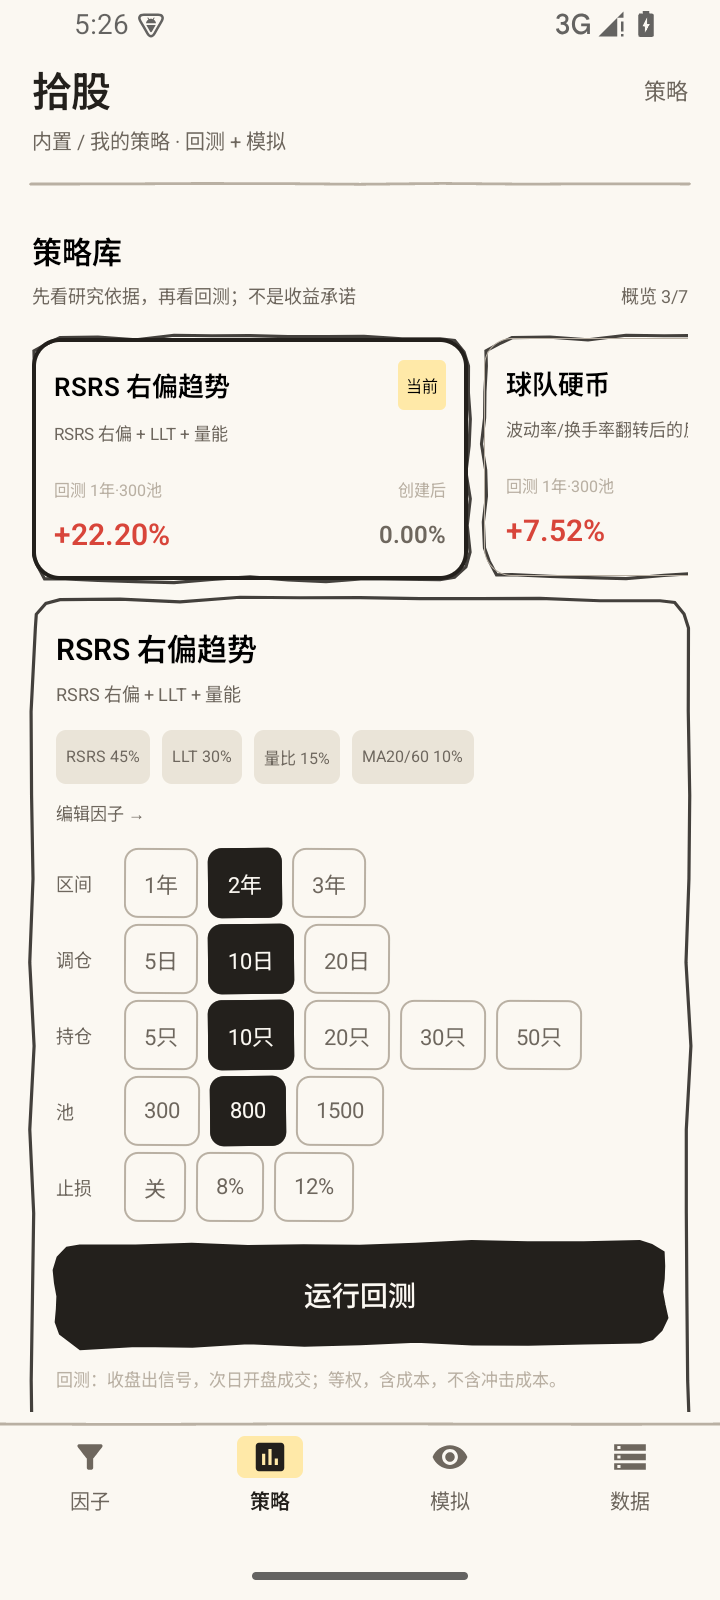 5:26 3G
拾股 策略
内置 / 我的策略 · 回测 + 模拟
策略库
先看研究依据，再看回测；不是收益承诺 概览 3/7
RSRS 右偏趋势 当前
RSRS 右偏 + LLT + 量能
回测 1年·300池 创建后
+22.20% 0.00%
球队硬币
波动率/换手率翻转后的
回测 1年·300池
+7.52%
RSRS 右偏趋势
RSRS 右偏 + LLT + 量能
RSRS 45% LLT 30% 量比 15% MA20/60 10%
编辑因子 →
区间 1年 2年 3年
调仓 5日 10日 20日
持仓 5只 10只 20只 30只 50只
池 300 800 1500
止损 关 8% 12%
运行回测
回测：收盘出信号，次日开盘成交；等权，含成本，不含冲击成本。
因子 策略 模拟 数据